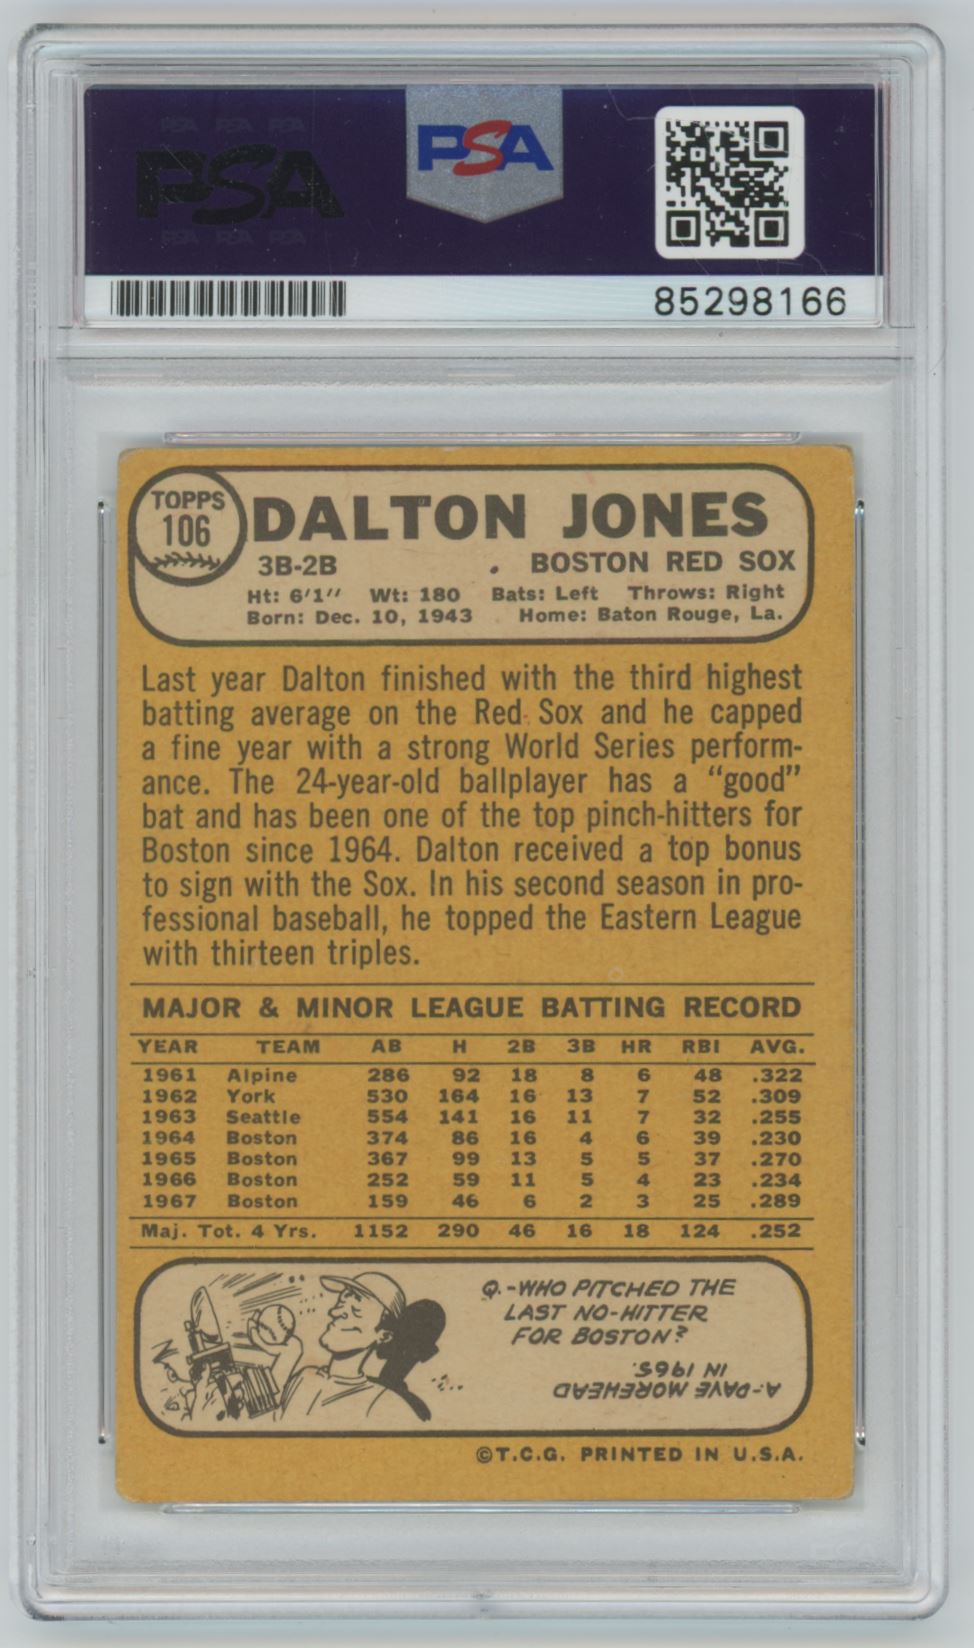 PSA PSA PSA
PSA
PSA PSA PSA
PSA
85298166
TOPPS
106
DALTON JONES
3B-2B
BOSTON RED SOX
Ht: 6'1" Wt: 180 Bats: Left Throws: Right
Born: Dec. 10, 1943 Home: Baton Rouge, La.
Last year Dalton finished with the third highest
batting average on the Red Sox and he capped
a fine year with a strong World Series perform-
ance. The 24-year-old ballplayer has a “good”
bat and has been one of the top pinch-hitters for
Boston since 1964. Dalton received a top bonus
to sign with the Sox. In his second season in pro-
fessional baseball, he topped the Eastern League
with thirteen triples.
MAJOR & MINOR LEAGUE BATTING RECORD
YEAR TEAM AB H 2B 3B HR RBI AVG.
1961 Alpine 286 92 18 8 6 48 .322
1962 York 530 164 16 13 7 52 .309
1963 Seattle 554 141 16 11 7 32 .255
1964 Boston 374 86 16 4 6 39 .230
1965 Boston 367 99 13 5 5 37 .270
1966 Boston 252 59 11 5 4 23 .234
1967 Boston 159 46 6 2 3 25 .289
Maj. Tot. 4 Yrs. 1152 290 46 16 18 124 .252
Q.-WHO PITCHED THE
LAST NO-HITTER
FOR BOSTON?
A-DAVE MOREHEAD
IN 1965.
©T.C.G. PRINTED IN U.S.A.